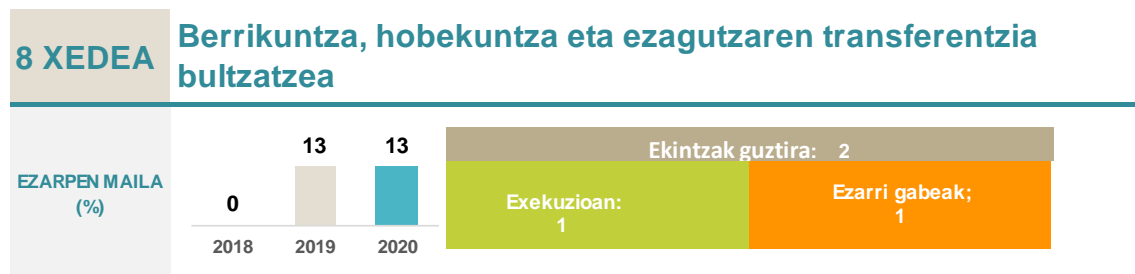 8 XEDEA
Berrikuntza, hobekuntza eta ezagutzaren transferentzia
bultzatzea
EZARPEN MAILA
(%)
0
13
13
2018
2019
2020
Ekintzak guztira: 2
Exekuzioan:
1
Ezarri gabeak;
1